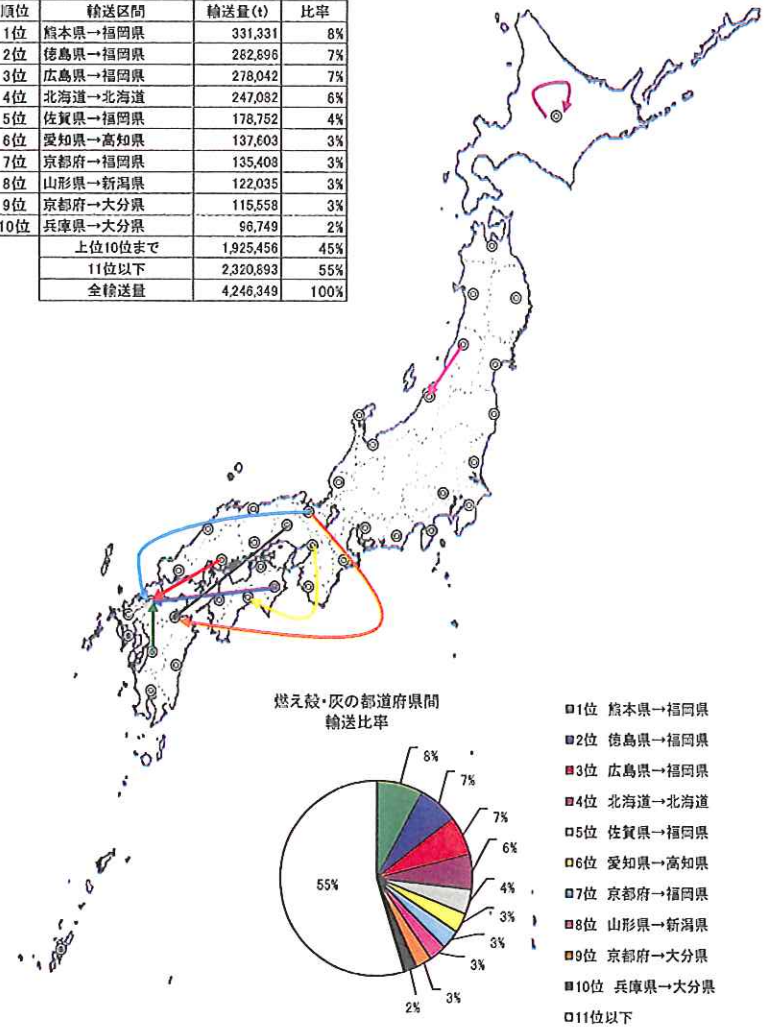 順位 輸送区間 輸送量(t) 比率
1位 熊本県→福岡県 331,331 8%
2位 徳島県→福岡県 282,896 7%
3位 広島県→福岡県 278,042 7%
4位 北海道→北海道 247,082 6%
5位 佐賀県→福岡県 178,752 4%
6位 愛知県→高知県 137,603 3%
7位 京都府→福岡県 135,408 3%
8位 山形県→新潟県 122,035 3%
9位 京都府→大分県 115,558 3%
10位 兵庫県→大分県 96,749 2%
上位10位まで 1,925,456 45%
11位以下 2,320,893 55%
全輸送量 4,246,349 100%
燃え殻・灰の都道府県間
輸送比率
8%
7%
7%
6%
4%
3%
3%
3%
3%
2%
55%
1位 熊本県→福岡県
2位 徳島県→福岡県
3位 広島県→福岡県
4位 北海道→北海道
5位 佐賀県→福岡県
6位 愛知県→高知県
7位 京都府→福岡県
8位 山形県→新潟県
9位 京都府→大分県
10位 兵庫県→大分県
11位以下